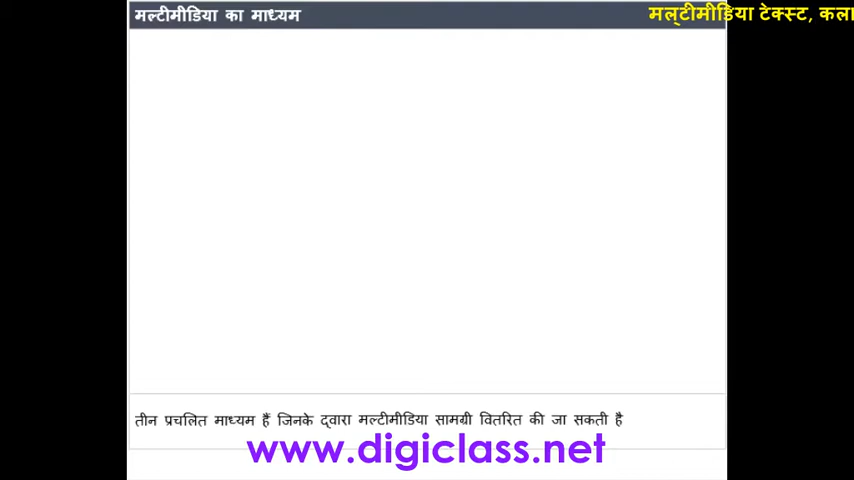 मल्टीमीडिया का माध्यम
मल्टीमीडिया टेक्स्ट, कला
तीन प्रचलित माध्यम हैं जिनके द्वारा मल्टीमीडिया सामग्री वितरित की जा सकती है
www.digiclass.net